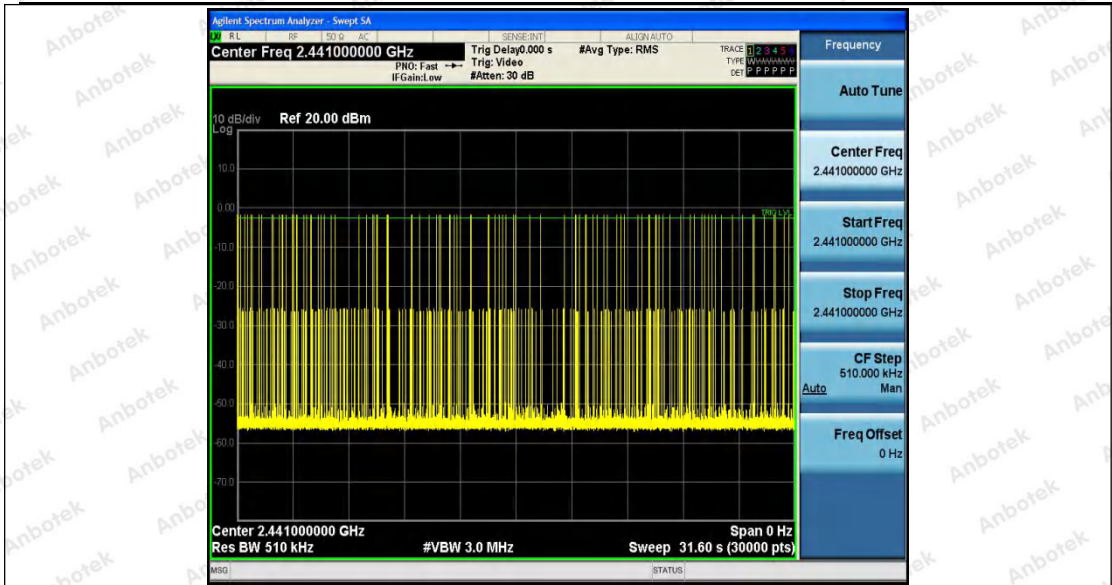 Agilent Spectrum Analyzer - Swept SA
RL RF 50 Ω AC SENSE:INT ALIGN AUTO
Center Freq 2.441000000 GHz
PNO: Fast
IFGain:Low
Trig Delay0.000 s
Trig: Video
#Atten: 30 dB
#Avg Type: RMS
TRACE 1 2 3 4 5 6
TYPE
DET P P P P P P
10 dB/div Ref 20.00 dBm
Log
10.0
0.00
-10.0
-20.0
-30.0
-40.0
-50.0
-60.0
-70.0
TRIG LVL
Center 2.441000000 GHz
Span 0 Hz
Res BW 510 kHz
#VBW 3.0 MHz
Sweep 31.60 s (30000 pts)
MSG
STATUS
Frequency
Auto Tune
Center Freq
2.441000000 GHz
Start Freq
2.441000000 GHz
Stop Freq
2.441000000 GHz
CF Step
510.000 kHz
Auto Man
Freq Offset
0 Hz
Anbotek